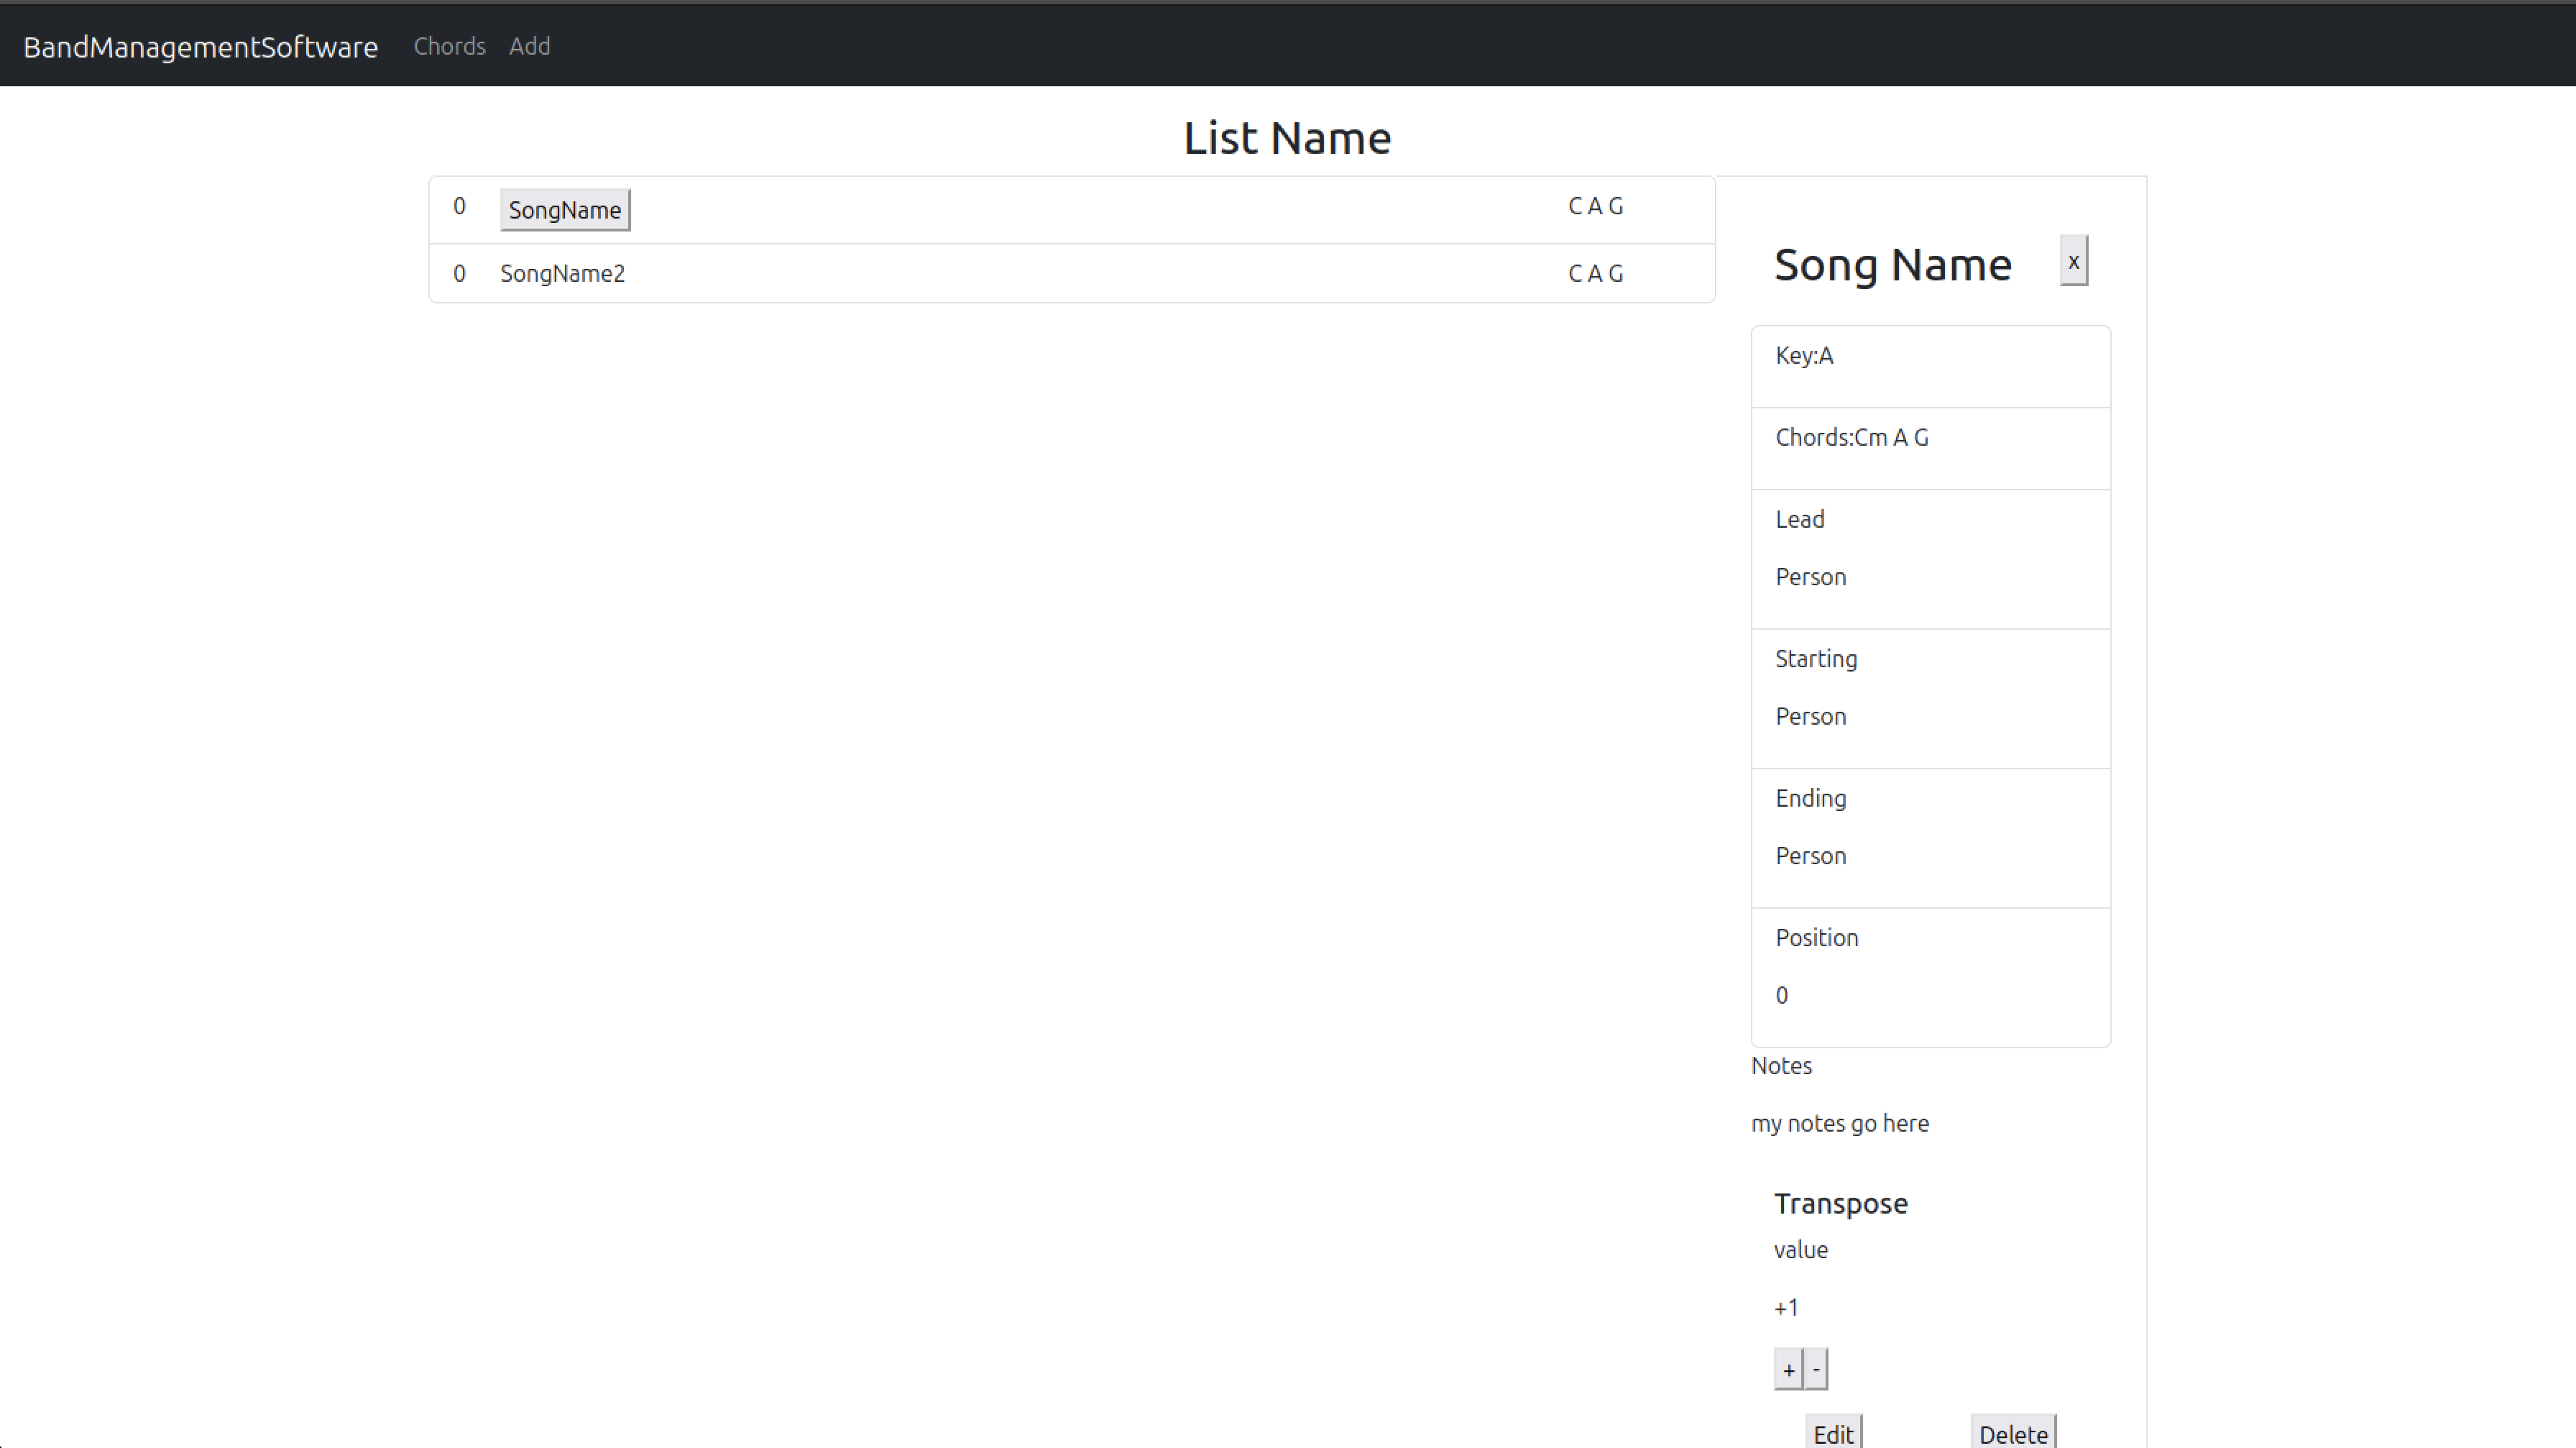 BandManagementSoftware Chords Add
List Name
0 SongName C A G
0 SongName2 C A G
Song Name x
Key:A
Chords:Cm A G
Lead
Person
Starting
Person
Ending
Person
Position
0
Notes
my notes go here
Transpose
value
+1
+ -
Edit Delete